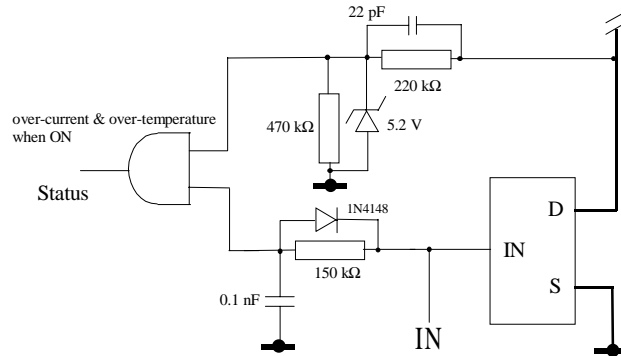 22 pF
220 kΩ
over-current & over-temperature
when ON
470 kΩ
5.2 V
Status
1N4148
D
IN
150 kΩ
S
0.1 nF
IN